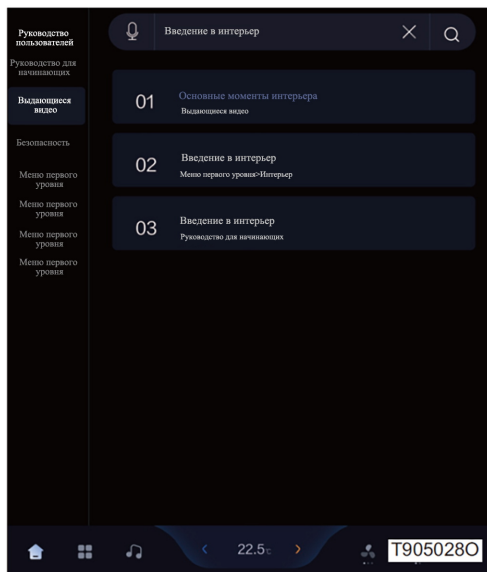 Руководство
пользователей
Руководство для
начинающих
Выдающиеся
видео
Безопасность
Меню первого
уровня
Меню первого
уровня
Меню первого
уровня
Меню первого
уровня
Введение в интерьер
01
Основные моменты интерьера
Выдающиеся видео
02
Введение в интерьер
Меню первого уровня>Интерьер
03
Введение в интерьер
Руководство для начинающих
22.5℃
T905028O